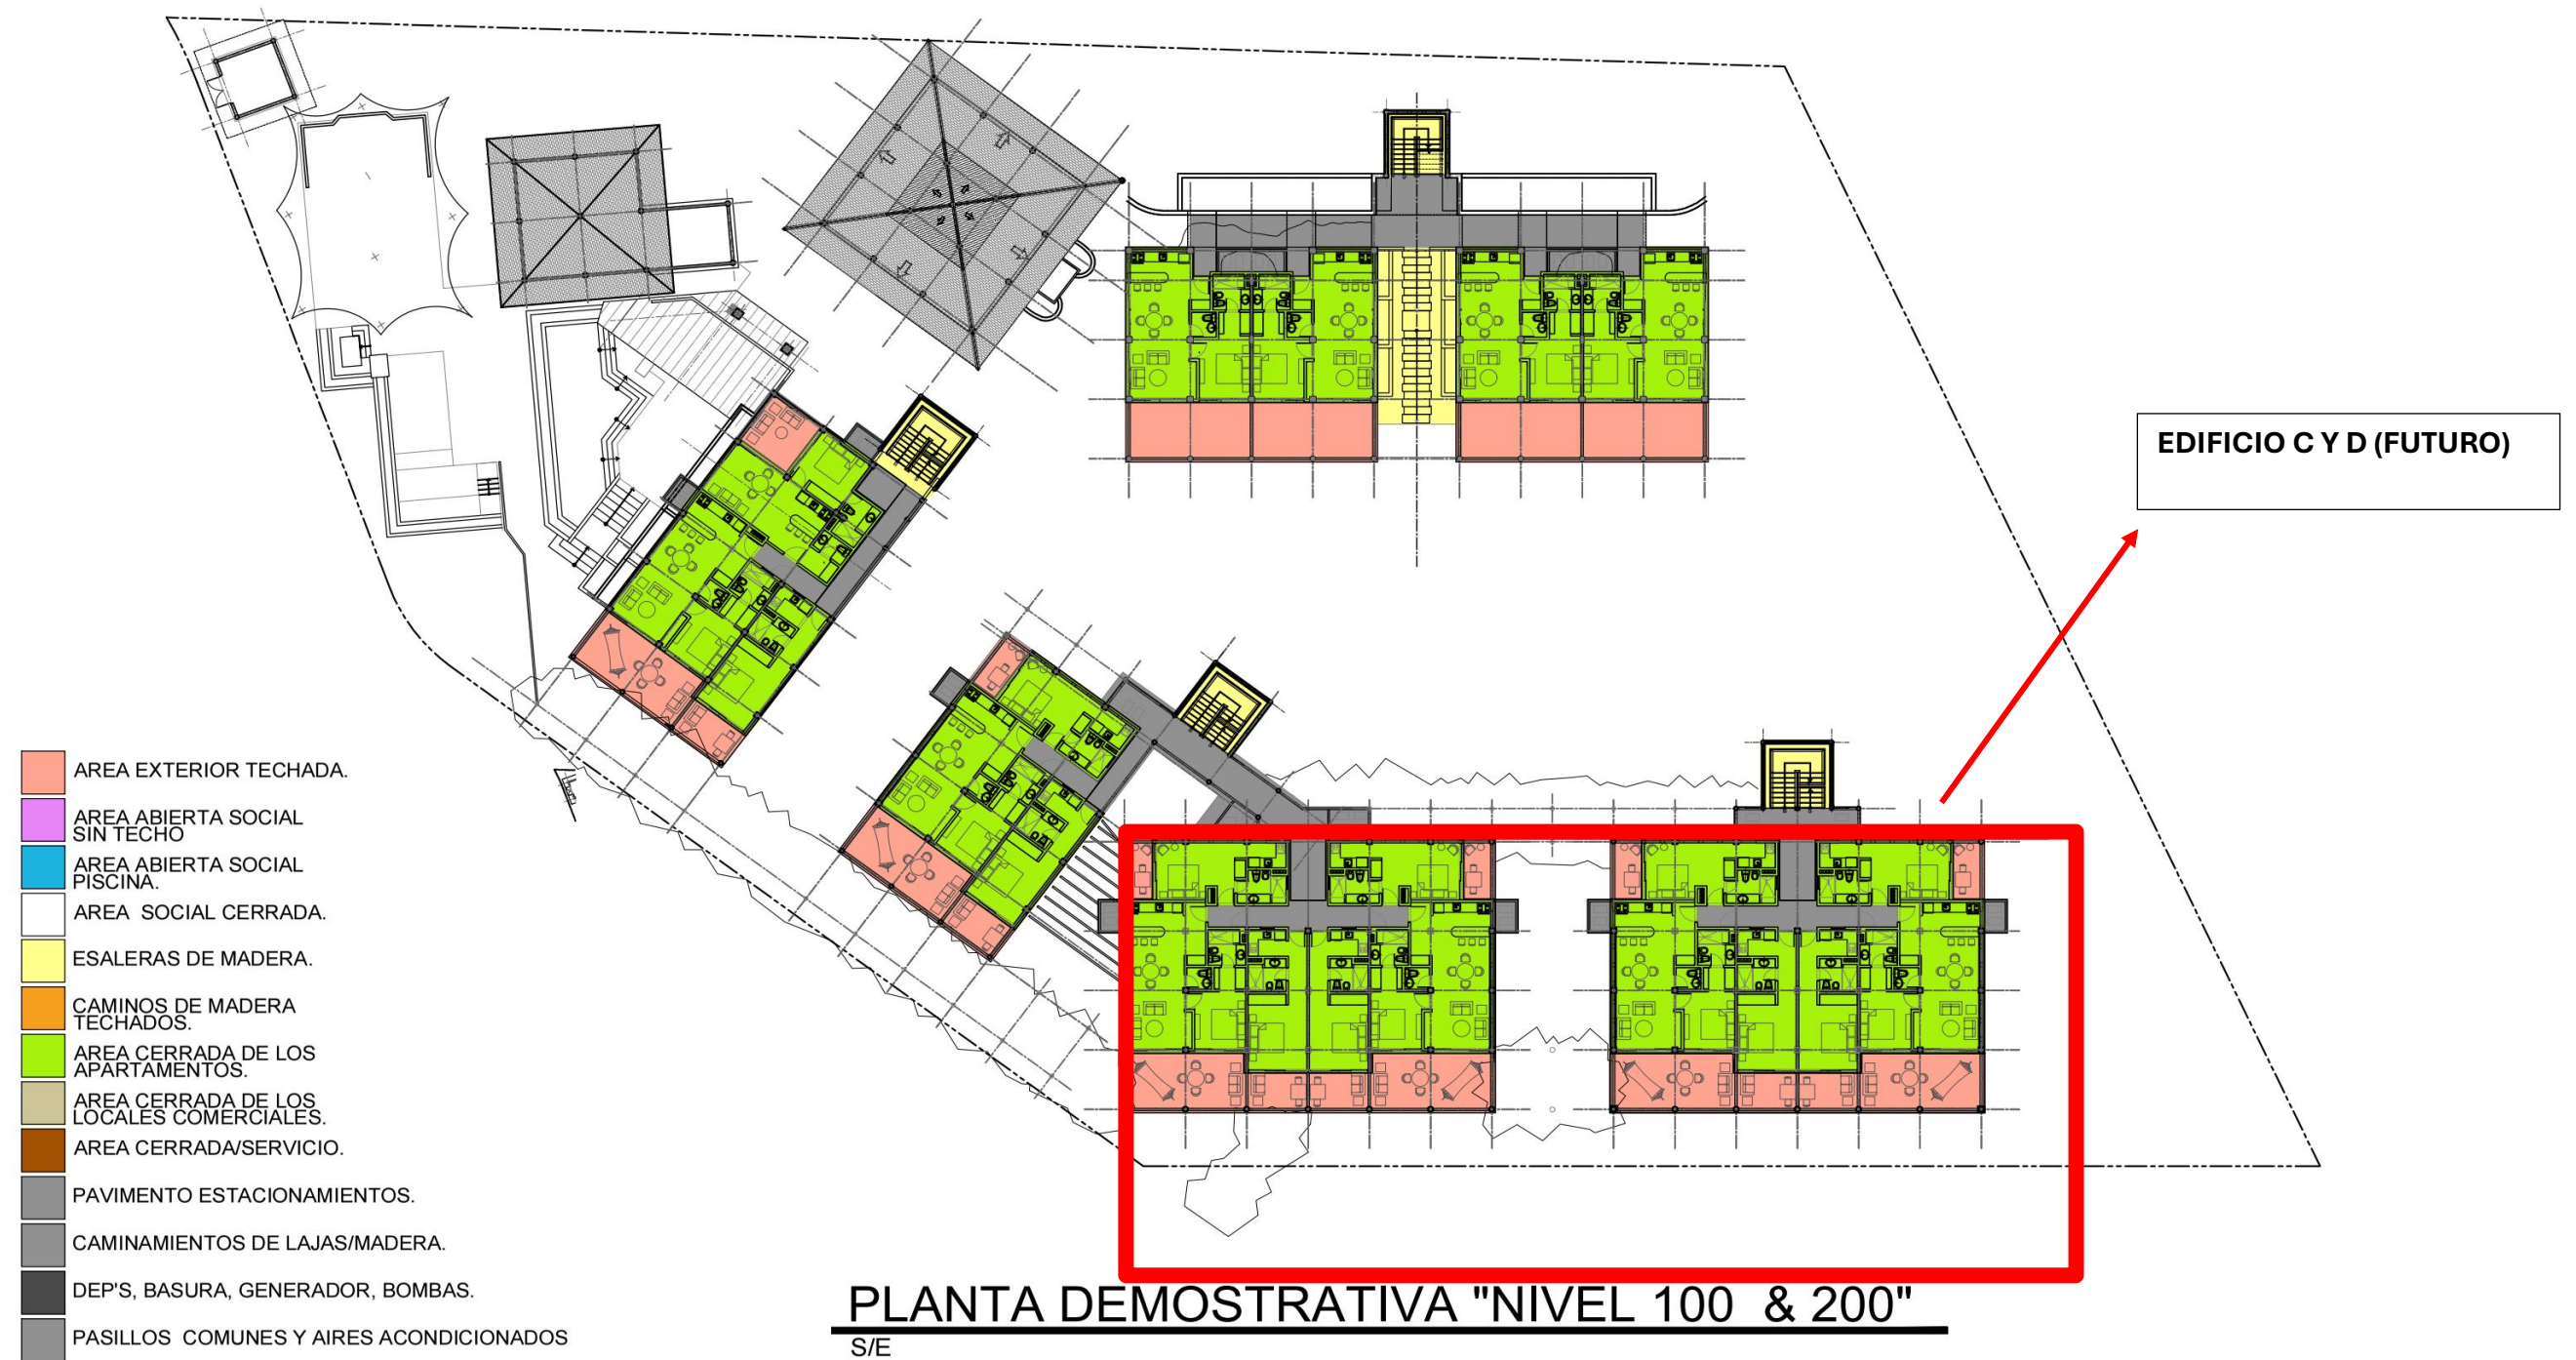 EDIFICIO C Y D (FUTURO)
AREA EXTERIOR TECHADA.
AREA ABIERTA SOCIAL
SIN TECHO
AREA ABIERTA SOCIAL
PISCINA.
AREA SOCIAL CERRADA.
ESALERAS DE MADERA.
CAMINOS DE MADERA
TECHADOS.
AREA CERRADA DE LOS
APARTAMENTOS.
AREA CERRADA DE LOS
LOCALES COMERCIALES.
AREA CERRADA/SERVICIO.
PAVIMENTO ESTACIONAMIENTOS.
CAMINAMIENTOS DE LAJAS/MADERA.
DEP'S, BASURA, GENERADOR, BOMBAS.
PASILLOS COMUNES Y AIRES ACONDICIONADOS
PLANTA DEMOSTRATIVA "NIVEL 100 & 200"
S/E